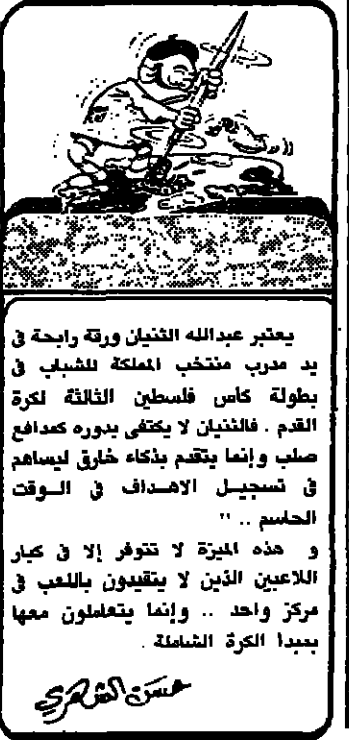 يعتبر عبدالله الثنيان ورقة رابحة في
يد مدرب منتخب المملكة للشباب في
بطولة كأس فلسطين الثالثة لكرة
القدم . فالثنيان لا يكتفى بدوره كمدافع
صلب وإنما يتقدم بذكاء خارق ليساهم
في تسجيل الاهداف في الوقت
الحاسم .. "
و هذه الميزة لا تتوفر إلا في كبار
اللاعبين الذين لا يتقيدون باللعب في
مركز واحد .. وإنما يتعاملون معها
بمبدأ الكرة الشاملة .
حسن الشهري